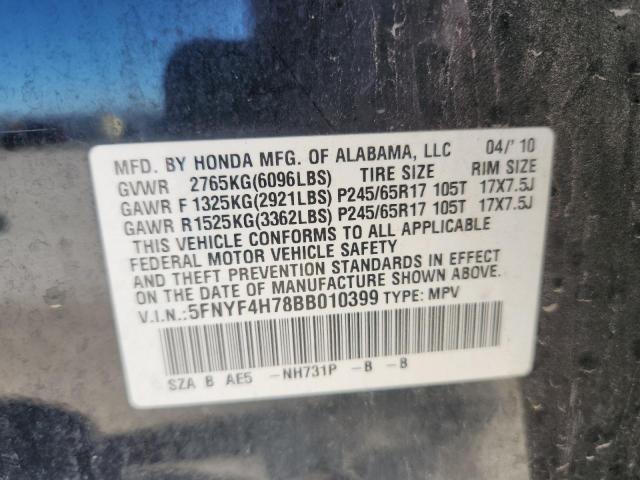 MFD. BY HONDA MFG. OF ALABAMA, LLC 04/'10
GVWR 2765KG(6096LBS) TIRE SIZE RIM SIZE
GAWR F 1325KG(2921LBS) P245/65R17 105T 17X7.5J
GAWR R1525KG(3362LBS) P245/65R17 105T 17X7.5J
THIS VEHICLE CONFORMS TO ALL APPLICABLE
FEDERAL MOTOR VEHICLE SAFETY
AND THEFT PREVENTION STANDARDS IN EFFECT
ON THE DATE OF MANUFACTURE SHOWN ABOVE.
V.I.N.:5FNYF4H78BB010399 TYPE: MPV
SZA B AE5 -NH731P -B -B